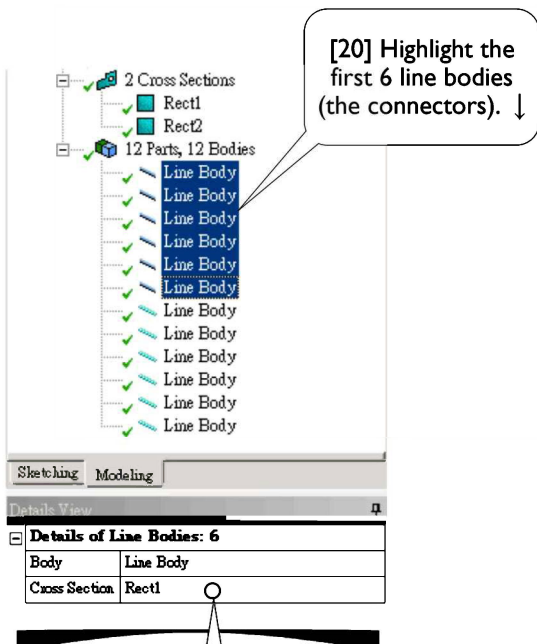 [20] Highlight the
first 6 line bodies
(the connectors). ↓
2 Cross Sections
Rect1
Rect2
12 Parts, 12 Bodies
Line Body
Line Body
Line Body
Line Body
Line Body
Line Body
Line Body
Line Body
Line Body
Line Body
Line Body
Line Body
Sketching Modeling
Details View
Details of Line Bodies: 6
Body Line Body
Cross Section Rect1